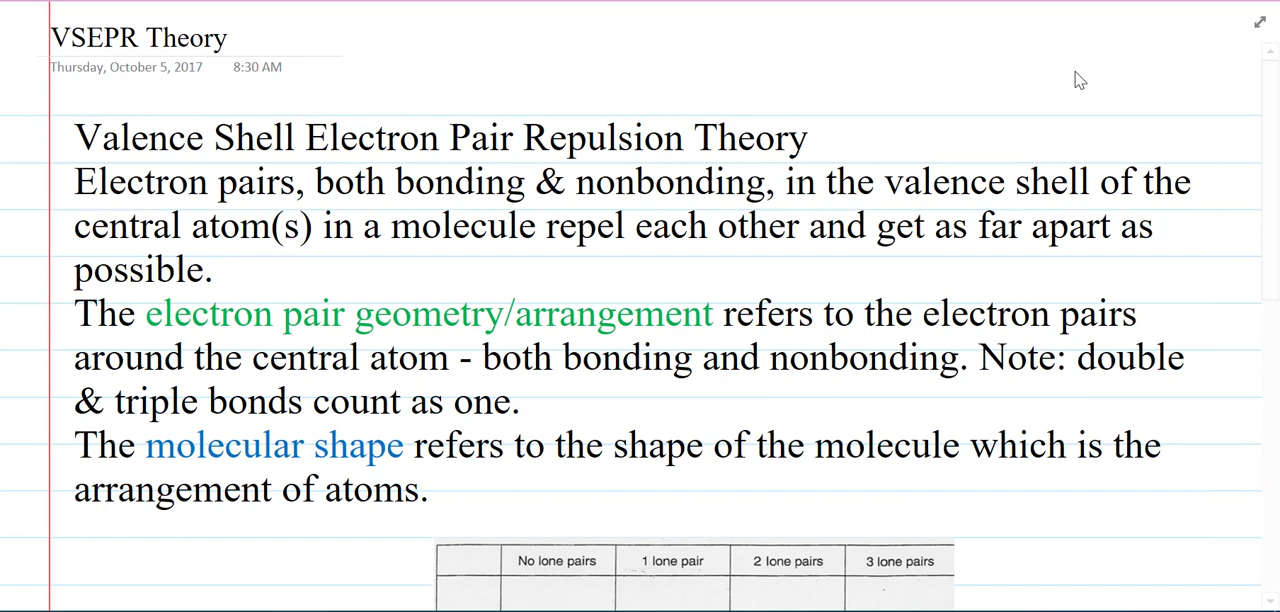 VSEPR Theory
Thursday, October 5, 2017 8:30 AM
Valence Shell Electron Pair Repulsion Theory
Electron pairs, both bonding & nonbonding, in the valence shell of the
central atom(s) in a molecule repel each other and get as far apart as
possible.
The electron pair geometry/arrangement refers to the electron pairs
around the central atom - both bonding and nonbonding. Note: double
& triple bonds count as one.
The molecular shape refers to the shape of the molecule which is the
arrangement of atoms.
No lone pairs 1 lone pair 2 lone pairs 3 lone pairs